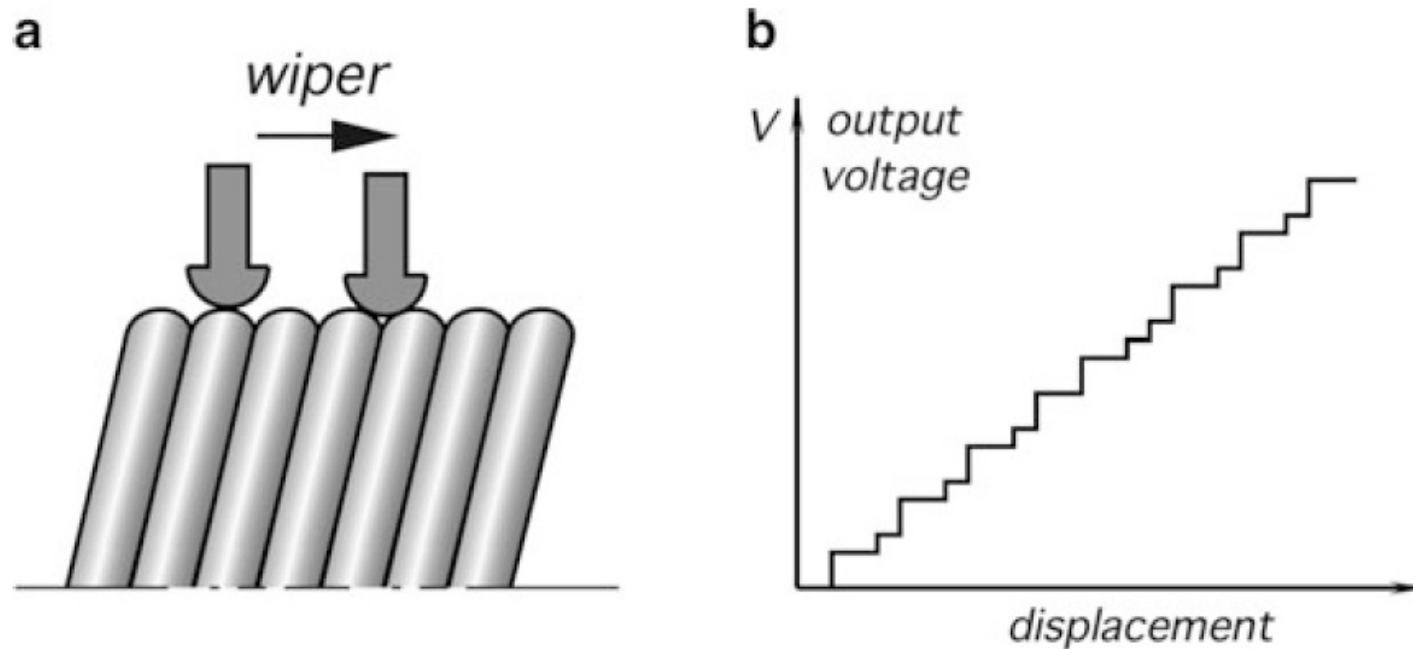 a
wiper
b
V
output
voltage
displacement